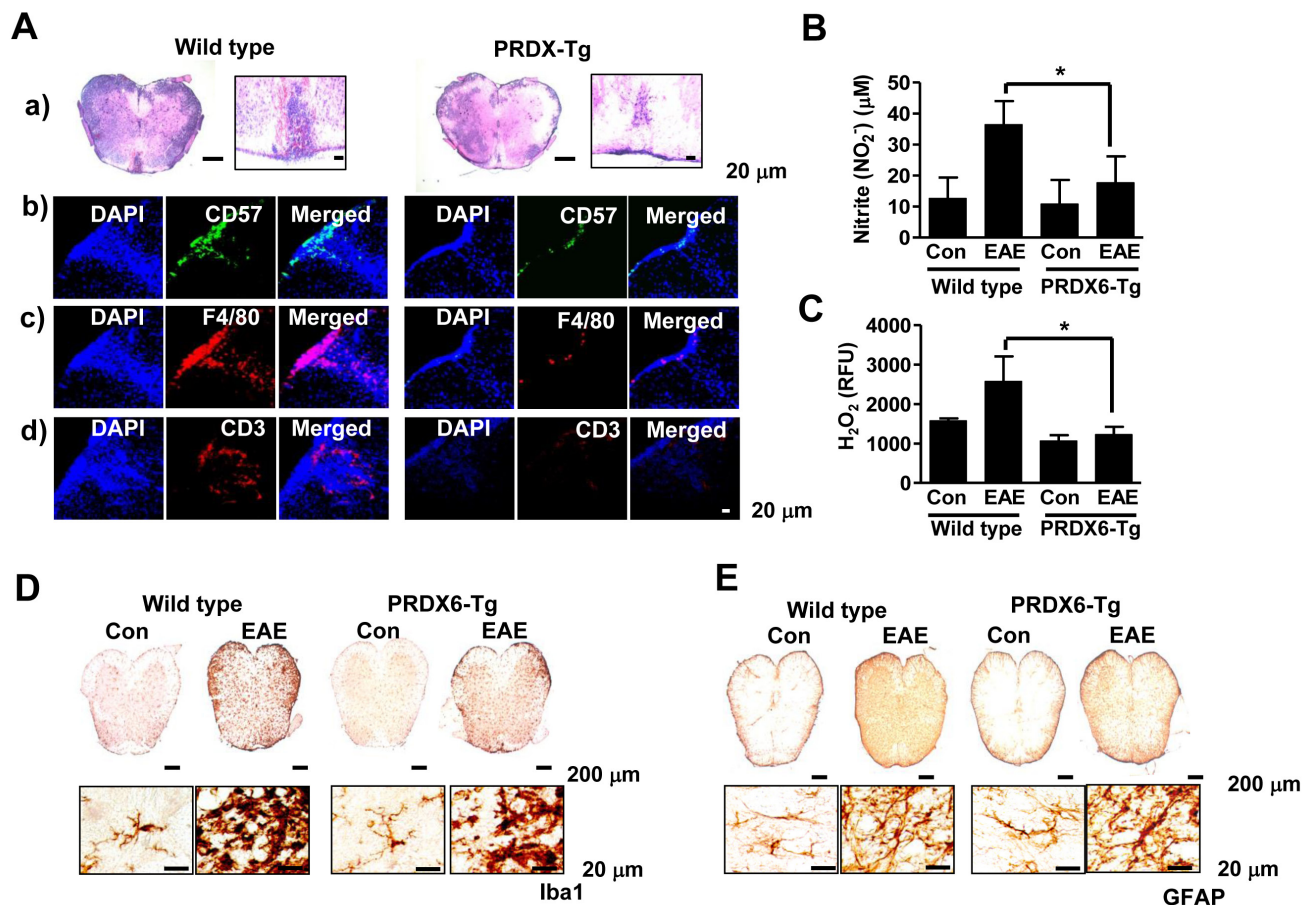 A
Wild type
PRDX-Tg
a)
20 μm
b)
DAPI
CD57
Merged
DAPI
CD57
Merged
c)
DAPI
F4/80
Merged
DAPI
F4/80
Merged
d)
DAPI
CD3
Merged
DAPI
CD3
Merged
20 μm
B
Nitrite (NO₂⁻) (μM)
50
40
30
20
10
0
*
Con
EAE
Con
EAE
Wild type
PRDX6-Tg
C
H₂O₂ (RFU)
4000
3000
2000
1000
0
*
Con
EAE
Con
EAE
Wild type
PRDX6-Tg
D
Wild type
PRDX6-Tg
Con
EAE
Con
EAE
200 μm
20 μm
Iba1
E
Wild type
PRDX6-Tg
Con
EAE
Con
EAE
200 μm
20 μm
GFAP